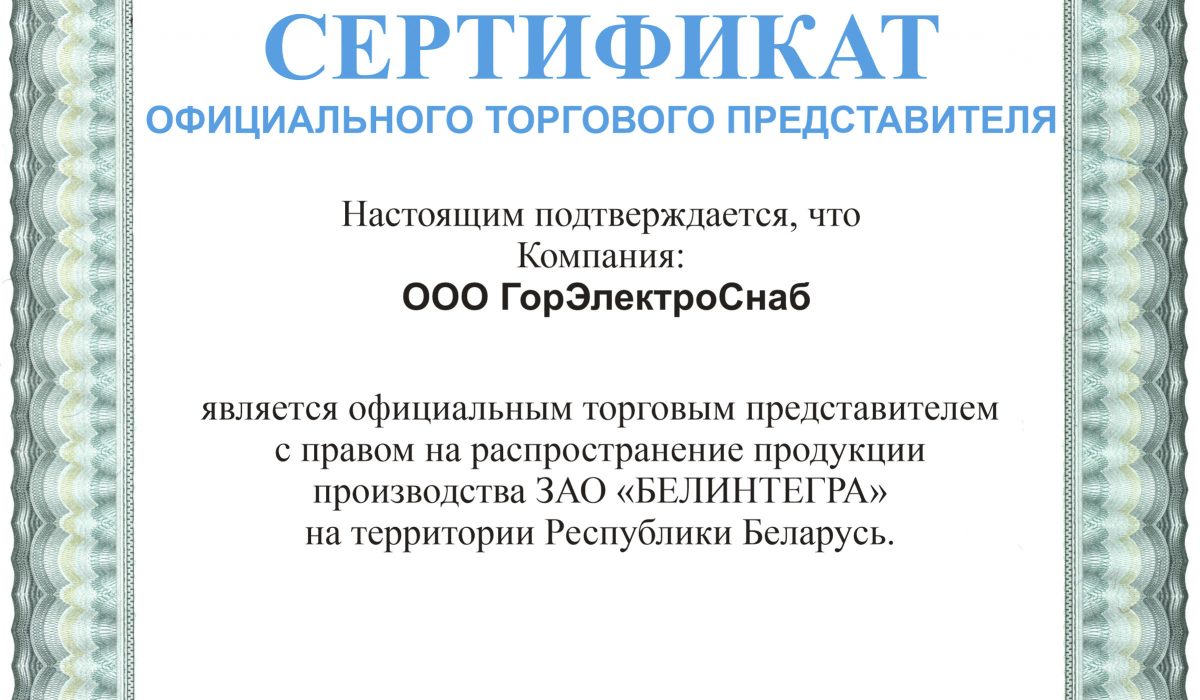 СЕРТИФИКАТ
ОФИЦИАЛЬНОГО ТОРГОВОГО ПРЕДСТАВИТЕЛЯ
Настоящим подтверждается, что
Компания:
ООО ГорЭлектроСнаб
является официальным торговым представителем
с правом на распространение продукции
производства ЗАО «БЕЛИНТЕГРА»
на территории Республики Беларусь.